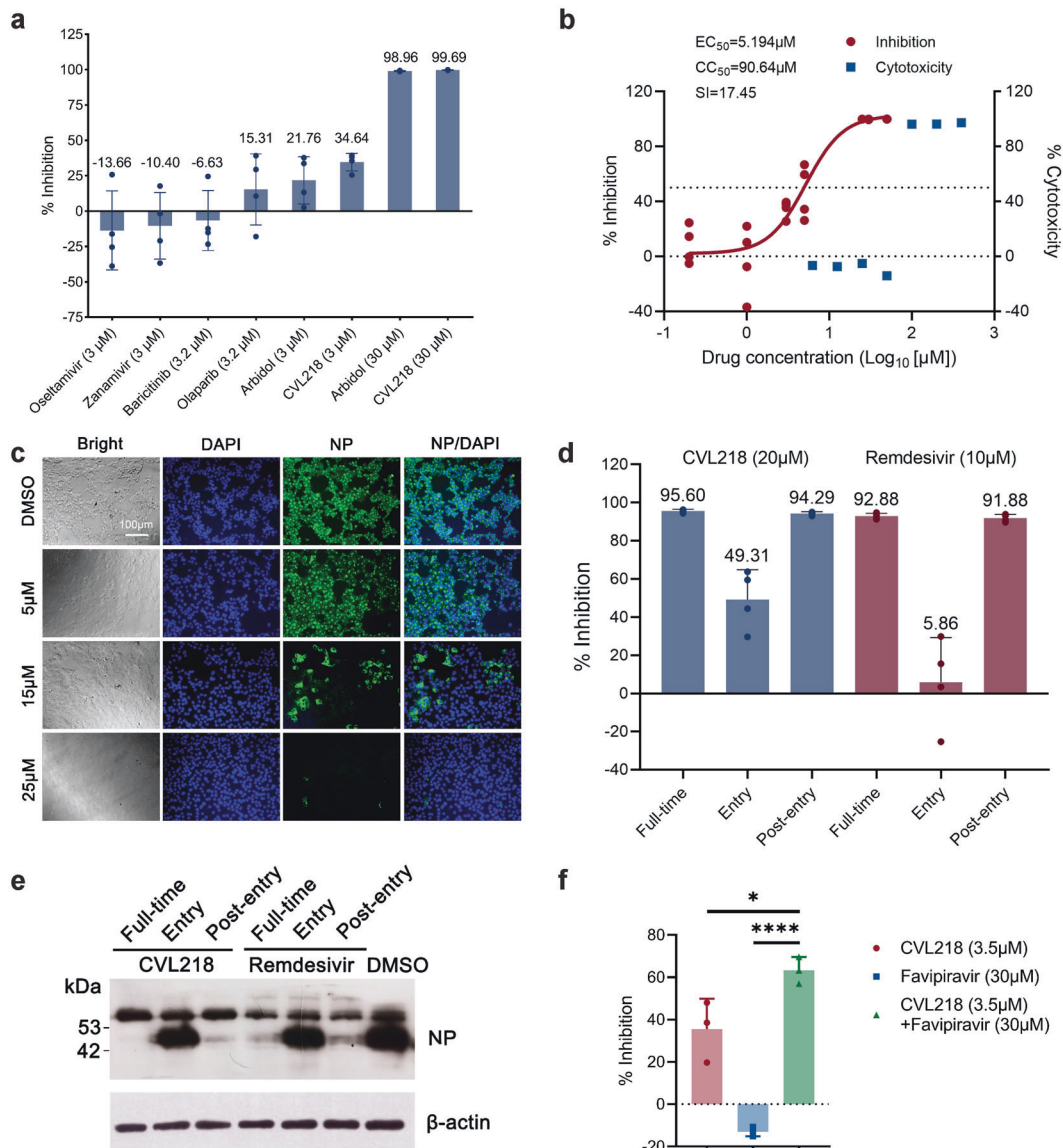 a
% Inhibition
125
100
75
50
25
0
-25
-50
-75
-13.66
-10.40
-6.63
15.31
21.76
34.64
98.96
99.69
Oseltamivir (3 µM)
Zanamivir (3 µM)
Baricitinib (3.2 µM)
Olaparib (3.2 µM)
Arbidol (3 µM)
CVL218 (3 µM)
Arbidol (30 µM)
CVL218 (30 µM)
b
EC50=5.194µM
CC50=90.64µM
SI=17.45
Inhibition
Cytotoxicity
% Inhibition
120
100
80
40
0
-40
120
100
80
40
0
-40
% Cytotoxicity
-1
0
1
2
3
Drug concentration (Log10 [µM])
c
Bright
DAPI
NP
NP/DAPI
DMSO
100µm
5µM
15µM
25µM
d
CVL218 (20µM)
Remdesivir (10µM)
% Inhibition
120
100
80
60
40
20
0
-20
-40
95.60
49.31
94.29
92.88
5.86
91.88
Full-time
Entry
Post-entry
Full-time
Entry
Post-entry
e
Full-time
Entry
Post-entry
Full-time
Entry
Post-entry
CVL218
Remdesivir
DMSO
kDa
53
42
NP
β-actin
f
*
****
% Inhibition
80
60
40
20
0
-20
CVL218 (3.5µM)
Favipiravir (30µM)
CVL218 (3.5µM)
+Favipiravir (30µM)